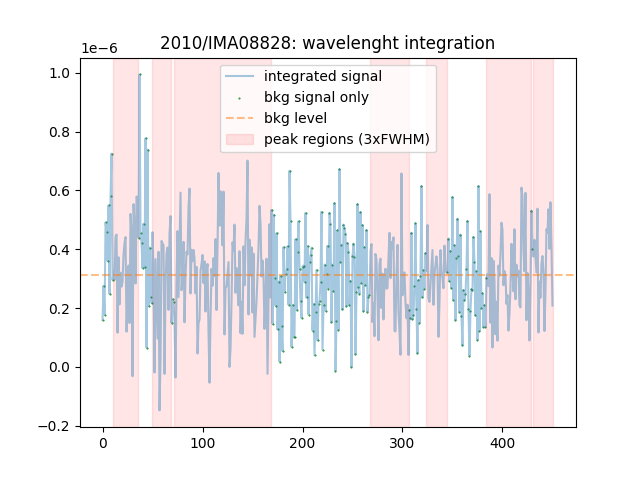 2010/IMA08828: wavelenght integration
1e−6
integrated signal
bkg signal only
bkg level
peak regions (3xFWHM)
1.0
0.8
0.6
0.4
0.2
0.0
−0.2
0 100 200 300 400